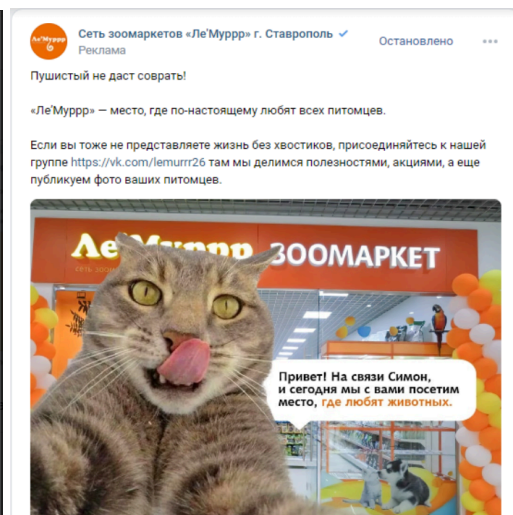 Сеть зоомаркетов «Ле'Муррр» г. Ставрополь
Реклама
Остановлено
Ле'Муррр
Пушистый не даст соврать!
«Ле'Муррр» — место, где по-настоящему любят всех питомцев.
Если вы тоже не представляете жизнь без хвостиков, присоединяйтесь к нашей
группе https://vk.com/lemurrr26 там мы делимся полезностями, акциями, а еще
публикуем фото ваших питомцев.
Ле'Муррр ЗООМАРКЕТ
СЕТЬ ЗОО
Привет! На связи Симон,
и сегодня мы с вами посетим
место, где любят животных.